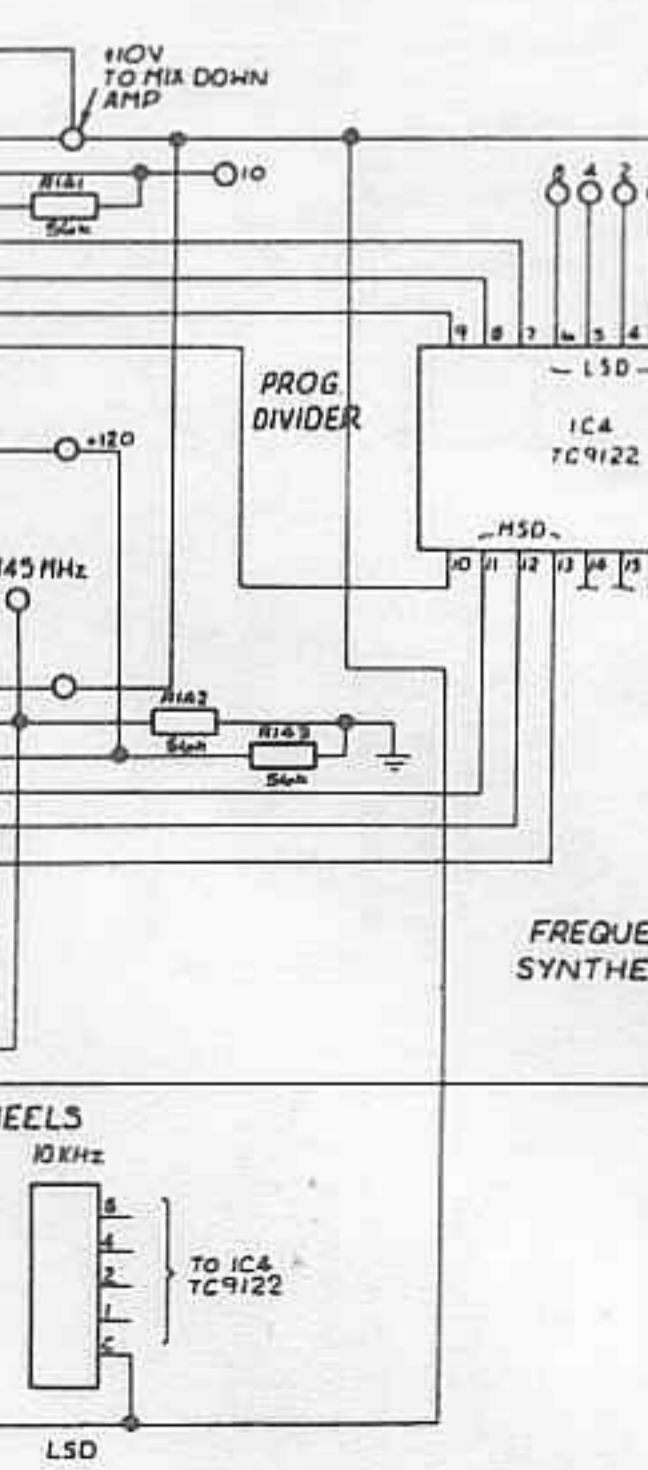 +10V
TO MIX DOWN
AMP
10
R141
56K
8 4 2
9 8 7 6 5 4
LSD
PROG
DIVIDER
IC4
TC9122
+120
MSD
10 11 12 13 14 15
145 MHz
R142
56K
R143
56K
FREQUE
SYNTHE
EELS
10KHz
8
4
2
1
C
TO IC4
TC9122
LSD